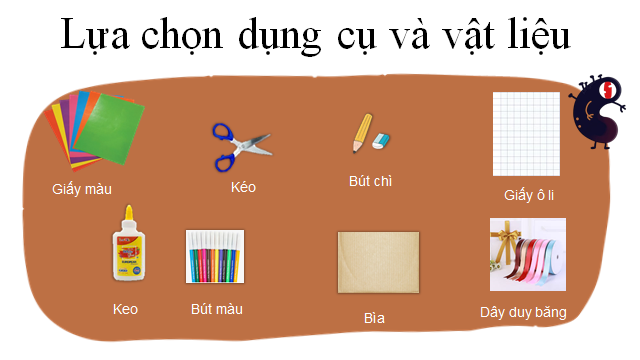 Lựa chọn dụng cụ và vật liệu
Giấy màu
Kéo
Bút chì
Giấy ô li
Keo
Bút màu
Bìa
Dây duy băng